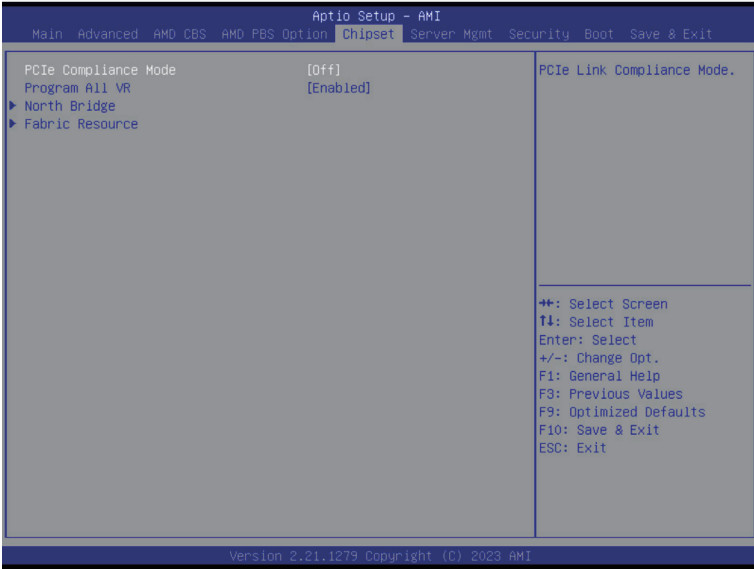 Aptio Setup – AMI
Main Advanced AMD CBS AMD PBS Option Chipset Server Mgmt Security Boot Save & Exit
PCIe Compliance Mode [Off]
Program All VR [Enabled]
North Bridge
Fabric Resource
PCIe Link Compliance Mode.
→←: Select Screen
↑↓: Select Item
Enter: Select
+/-: Change Opt.
F1: General Help
F3: Previous Values
F9: Optimized Defaults
F10: Save & Exit
ESC: Exit
Version 2.21.1279 Copyright (C) 2023 AMI